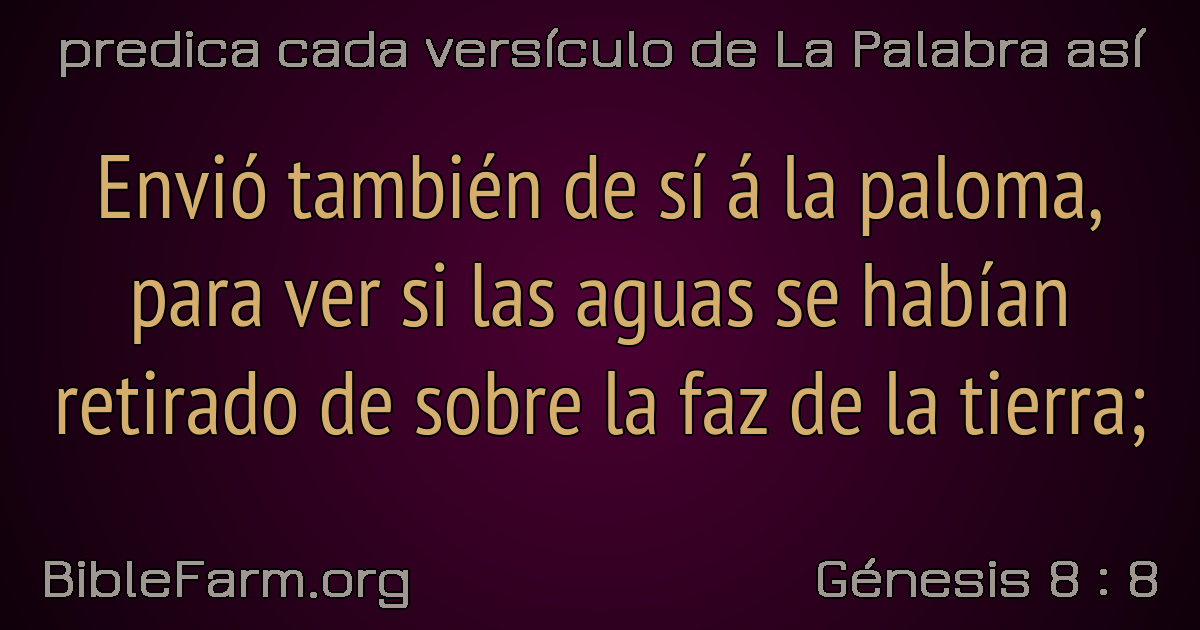 predica cada versículo de La Palabra así
Envió también de sí á la paloma,
para ver si las aguas se habían
retirado de sobre la faz de la tierra;
BibleFarm.org
Génesis 8 : 8